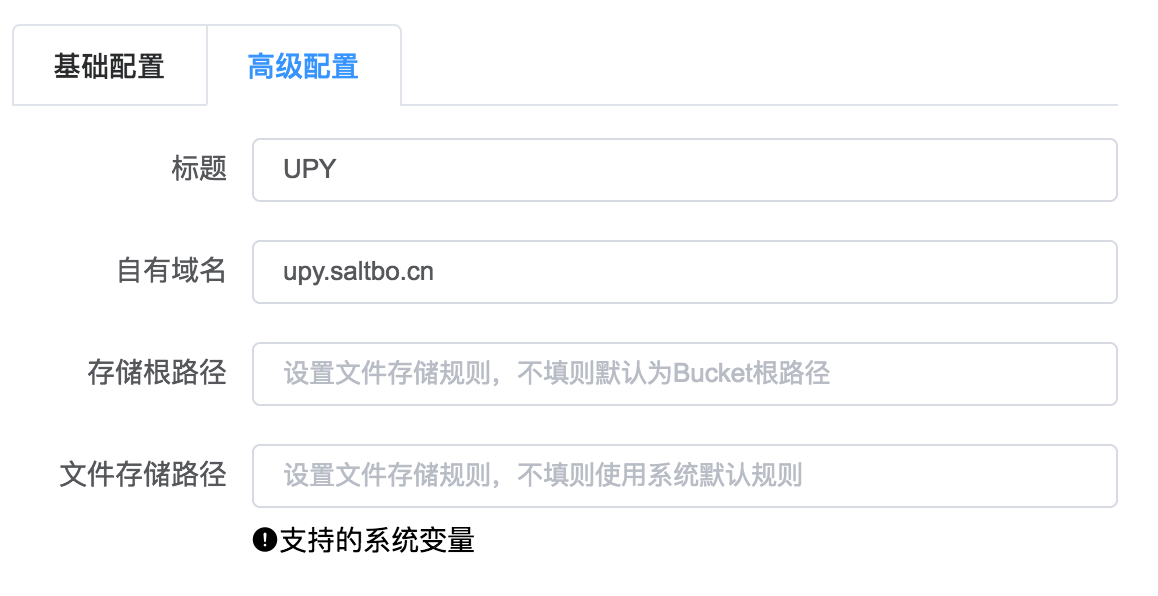 基础配置 高级配置
标题 UPY
自有域名 upy.saltbo.cn
存储根路径 设置文件存储规则，不填则默认为Bucket根路径
文件存储路径 设置文件存储规则，不填则使用系统默认规则
支持的系统变量